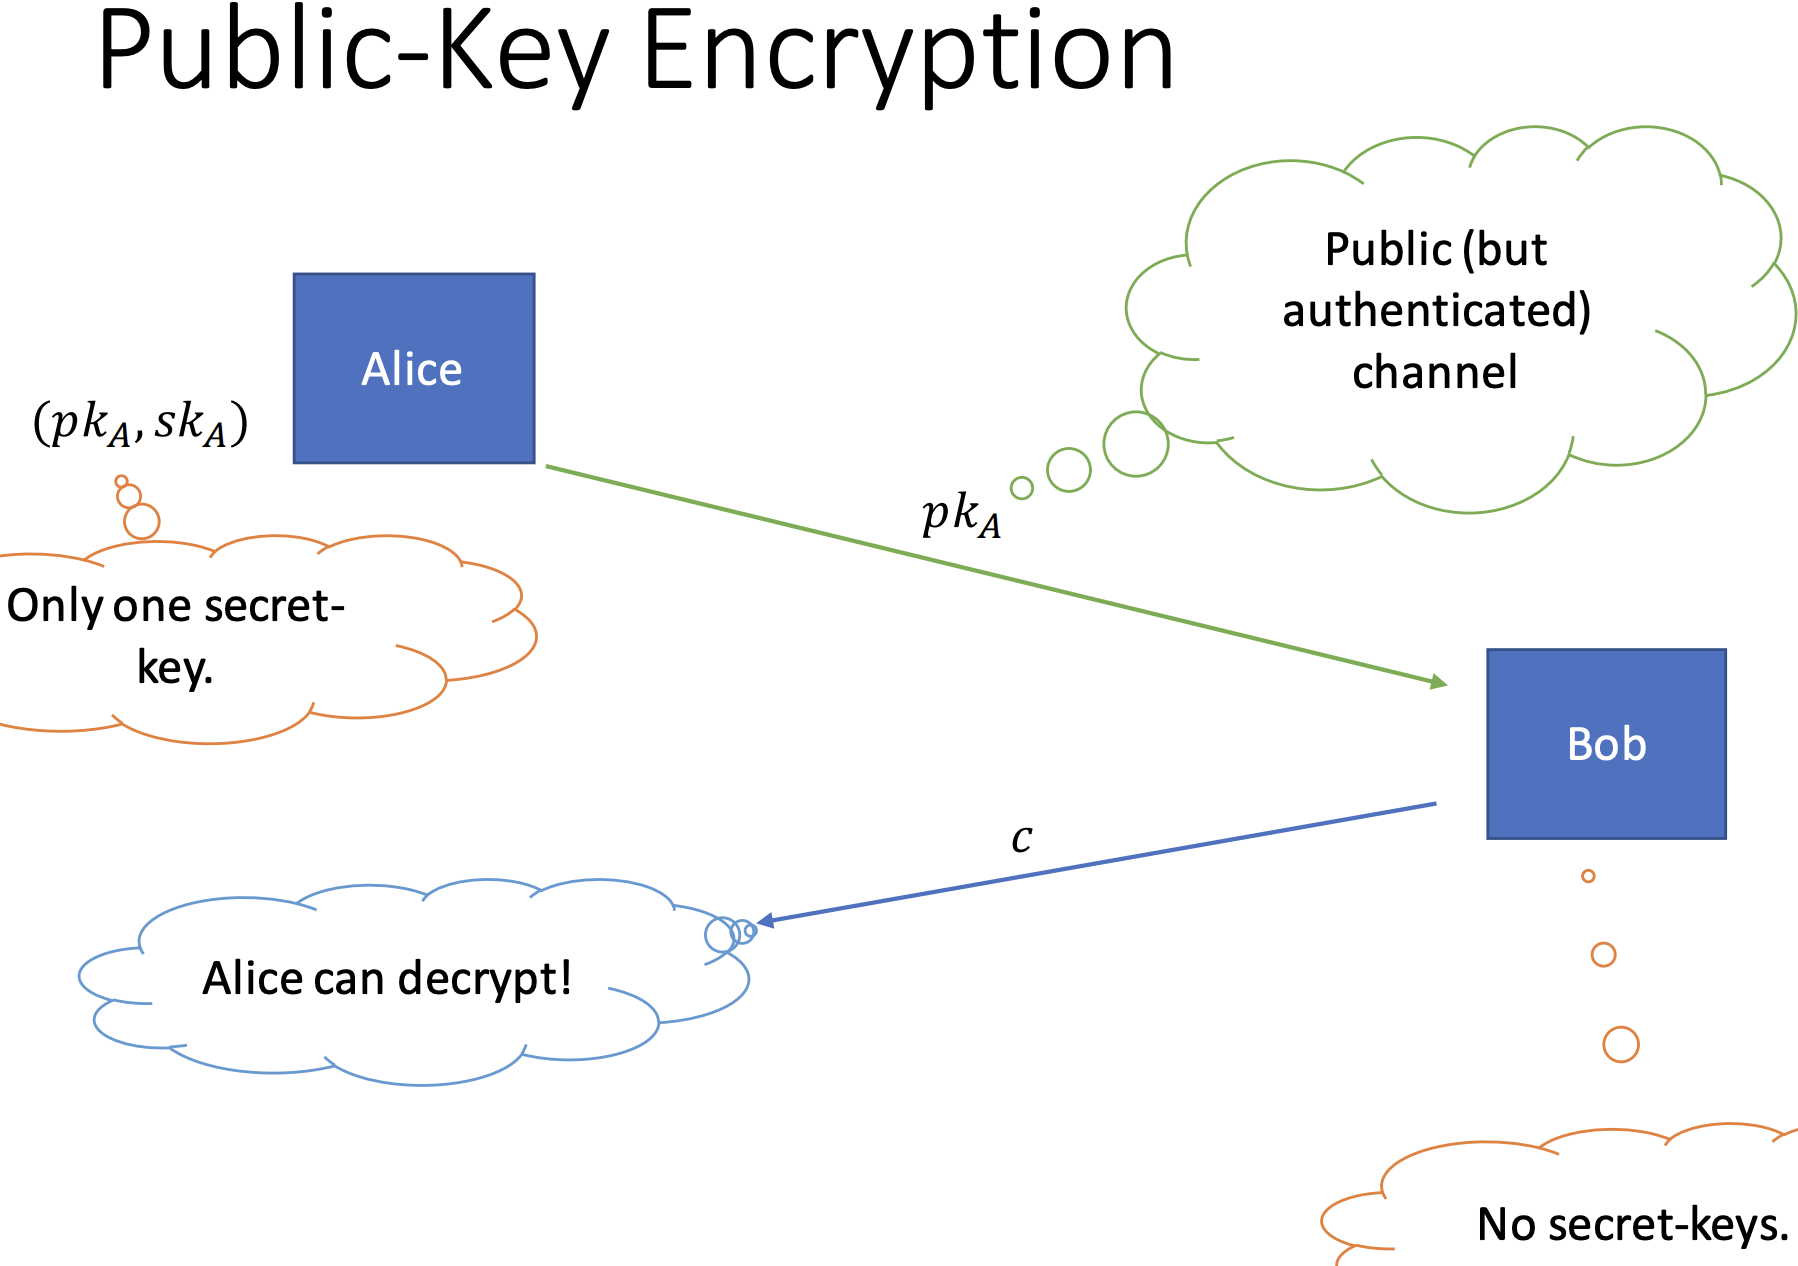 Public-Key Encryption
Public (but
authenticated)
channel
Alice
(pk_A, sk_A)
pk_A
Only one secret-
key.
Bob
c
Alice can decrypt!
No secret-keys.